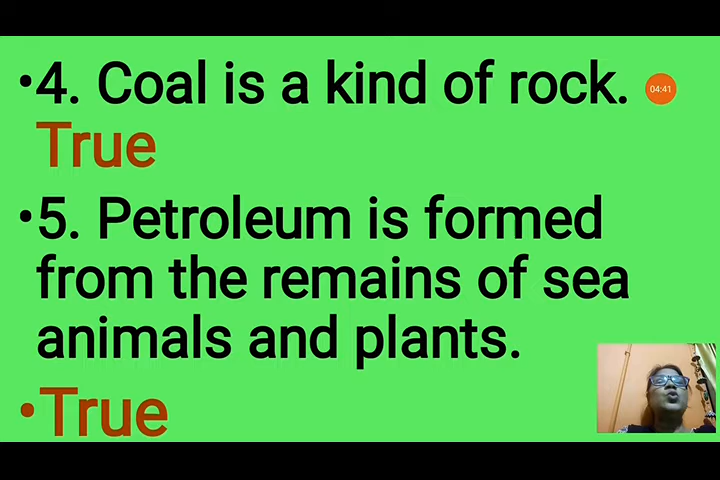 •4. Coal is a kind of rock. 04:41
True
•5. Petroleum is formed
from the remains of sea
animals and plants.
•True